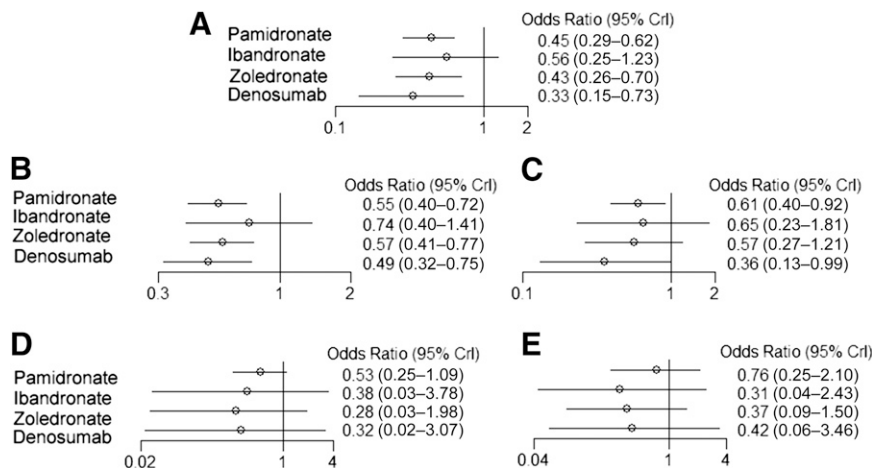 A
Odds Ratio (95% CrI)
Pamidronate 0.45 (0.29–0.62)
Ibandronate 0.56 (0.25–1.23)
Zoledronate 0.43 (0.26–0.70)
Denosumab 0.33 (0.15–0.73)
0.1 1 2
B
Odds Ratio (95% CrI)
Pamidronate 0.55 (0.40–0.72)
Ibandronate 0.74 (0.40–1.41)
Zoledronate 0.57 (0.41–0.77)
Denosumab 0.49 (0.32–0.75)
0.3 1 2
C
Odds Ratio (95% CrI)
0.61 (0.40–0.92)
0.65 (0.23–1.81)
0.57 (0.27–1.21)
0.36 (0.13–0.99)
0.1 1 2
D
Odds Ratio (95% CrI)
Pamidronate 0.53 (0.25–1.09)
Ibandronate 0.38 (0.03–3.78)
Zoledronate 0.28 (0.03–1.98)
Denosumab 0.32 (0.02–3.07)
0.02 1 4
E
Odds Ratio (95% CrI)
0.76 (0.25–2.10)
0.31 (0.04–2.43)
0.37 (0.09–1.50)
0.42 (0.06–3.46)
0.04 1 4